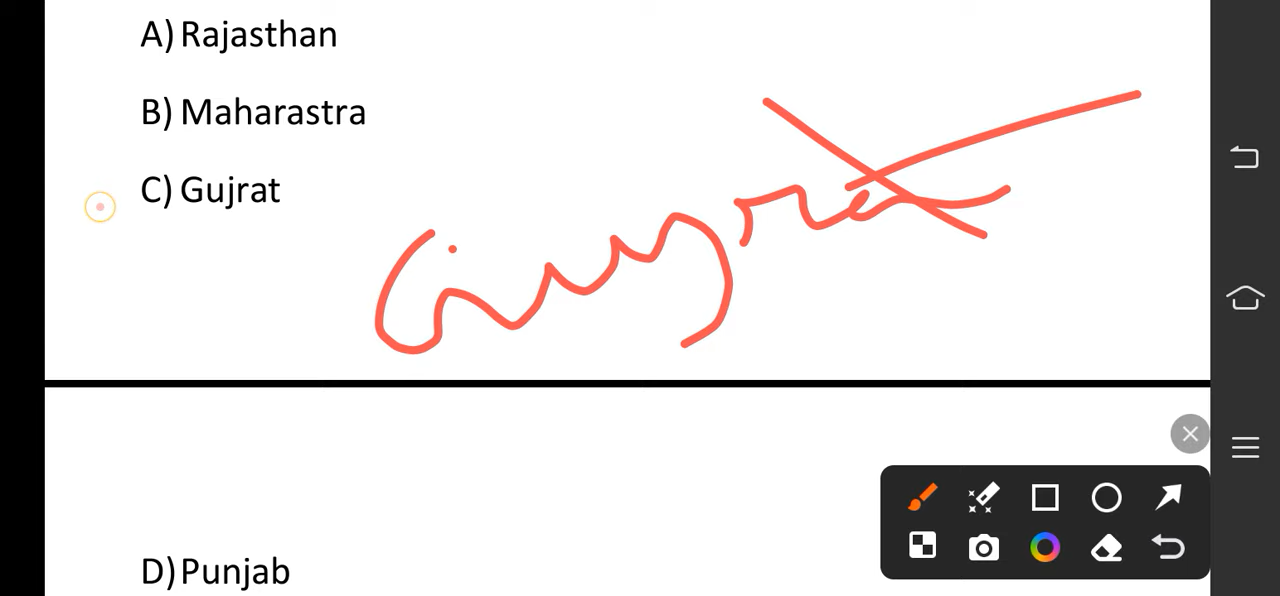 A) Rajasthan
B) Maharastra
C) Gujrat
Gujrat
D) Punjab